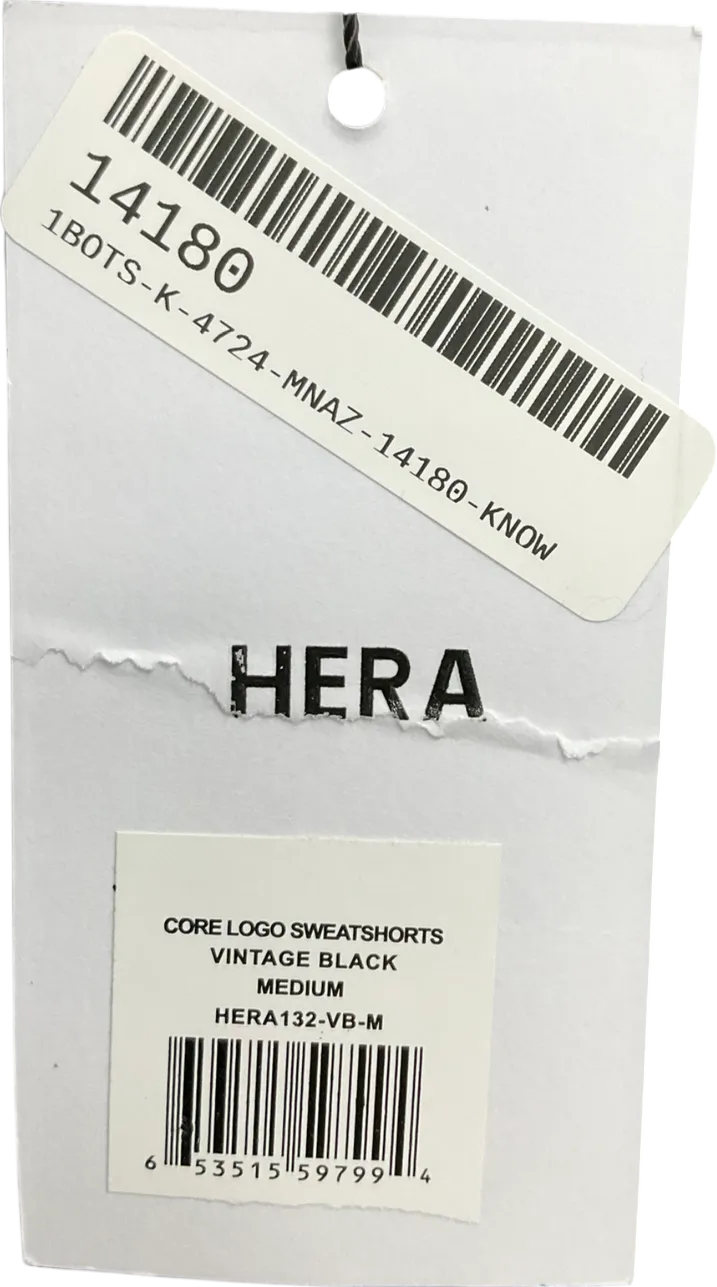 14180
1BOTS-K-4724-MNAZ-14180-KNOW
HERA
CORE LOGO SWEATSHORTS
VINTAGE BLACK
MEDIUM
HERA132-VB-M
6 53515 59799 4